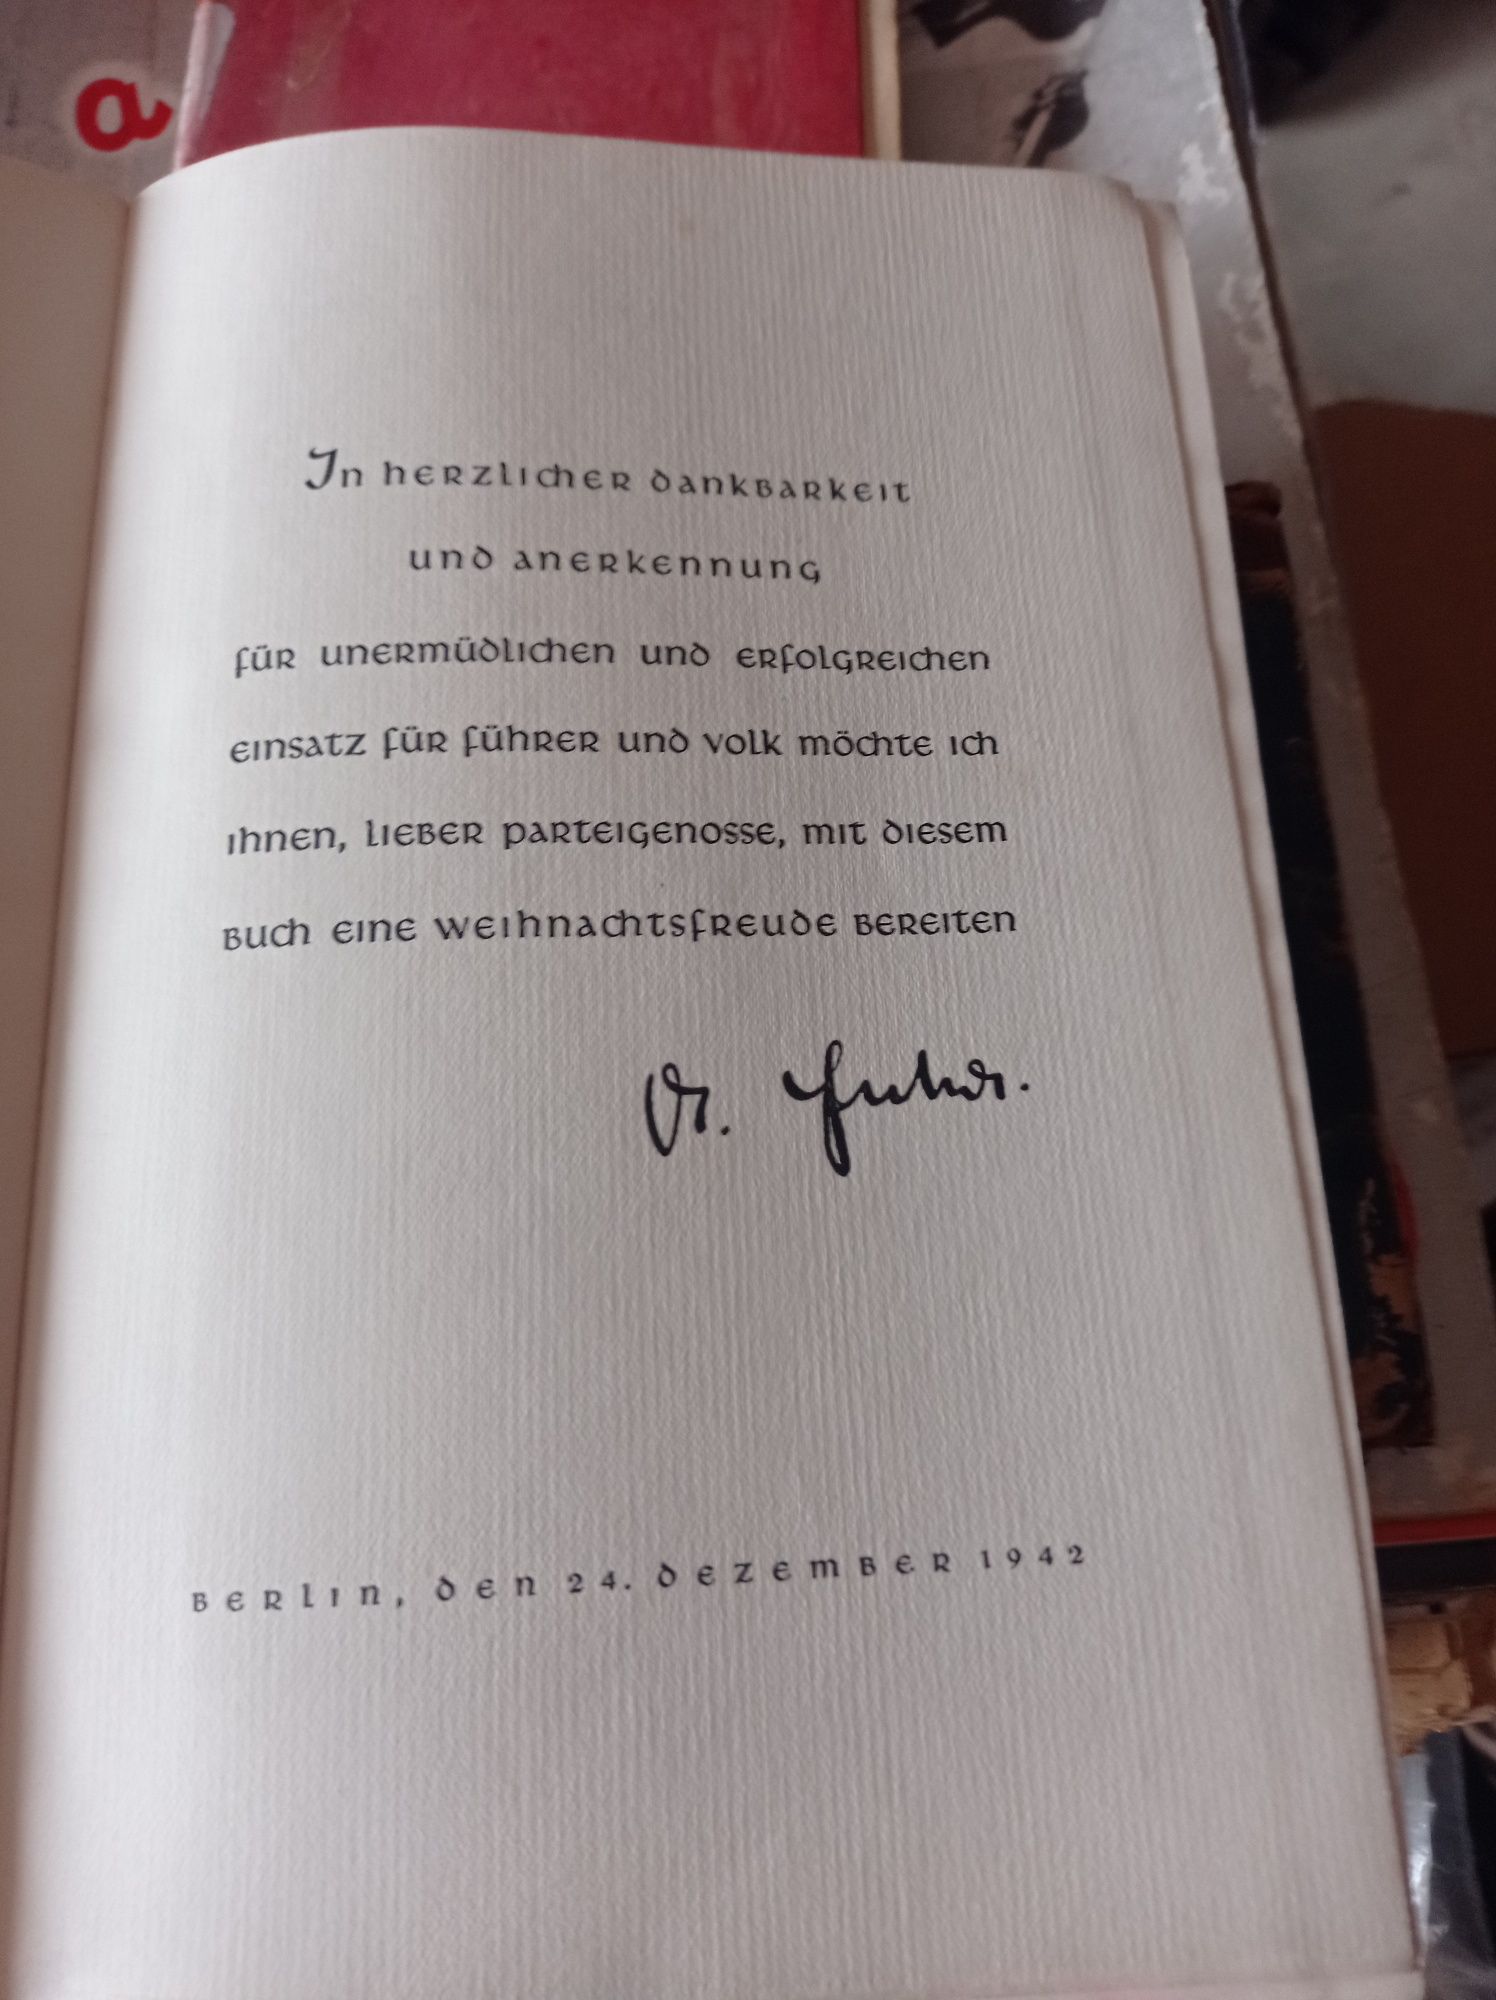 a
In herzlicher dankbarkeit
und anerkennung
für unermüdlichen und erfolgreichen
einsatz für führer und volk möchte ich
ihnen, lieber parteigenosse, mit diesem
buch eine weihnachtsfreude bereiten
Dr.
berlin, den 24. dezember 1942